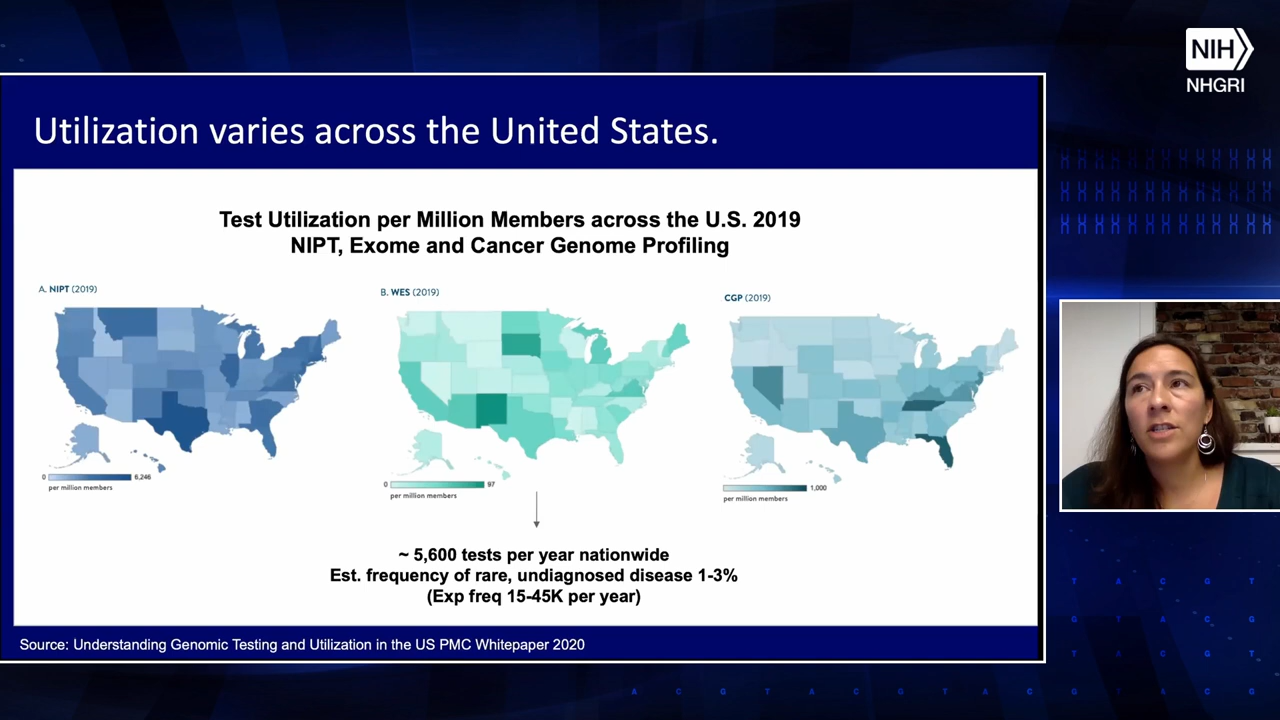 NIH
NHGRI
Utilization varies across the United States.
Test Utilization per Million Members across the U.S. 2019
NIPT, Exome and Cancer Genome Profiling
A. NIPT (2019)
B. WES (2019)
CGP (2019)
0 6,246
per million members
0 97
per million members
1,000
per million members
~ 5,600 tests per year nationwide
Est. frequency of rare, undiagnosed disease 1-3%
(Exp freq 15-45K per year)
Source: Understanding Genomic Testing and Utilization in the US PMC Whitepaper 2020
T A C G T
G T A C G
T A C G T
A C G T A C G T A C G T A C G T A C G T